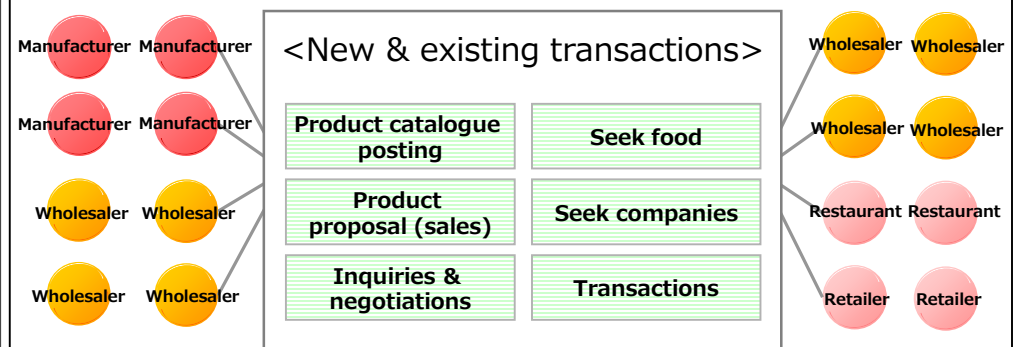 <New & existing transactions>
Manufacturer Manufacturer
Manufacturer Manufacturer
Wholesaler Wholesaler
Wholesaler Wholesaler
Product catalogue
posting
Seek food
Product
proposal (sales)
Seek companies
Inquiries &
negotiations
Transactions
Wholesaler Wholesaler
Wholesaler Wholesaler
Restaurant Restaurant
Retailer Retailer